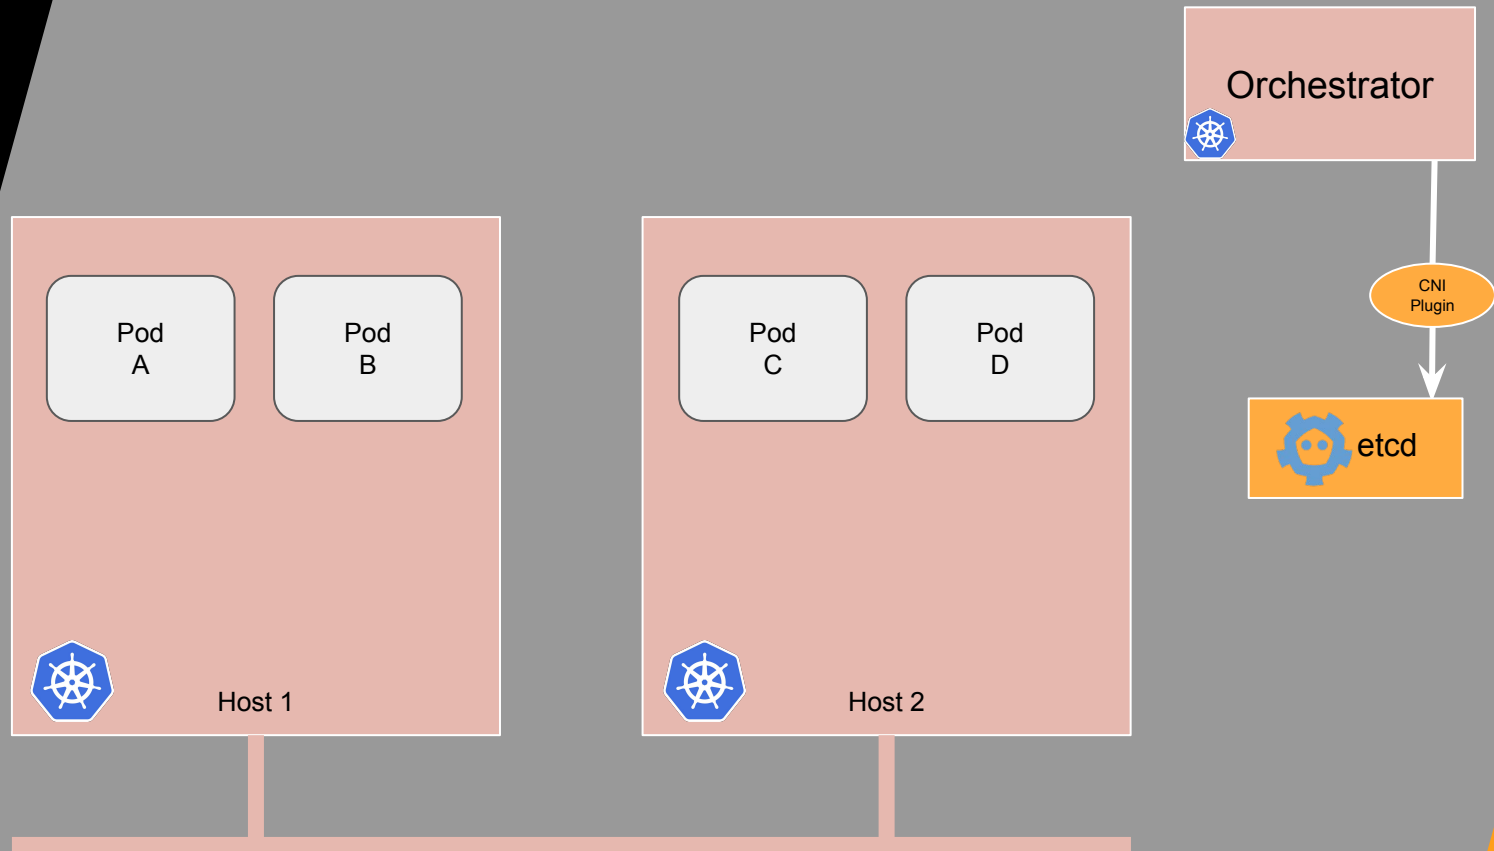 Orchestrator
CNI
Plugin
etcd
Pod
A
Pod
B
Pod
C
Pod
D
Host 1
Host 2